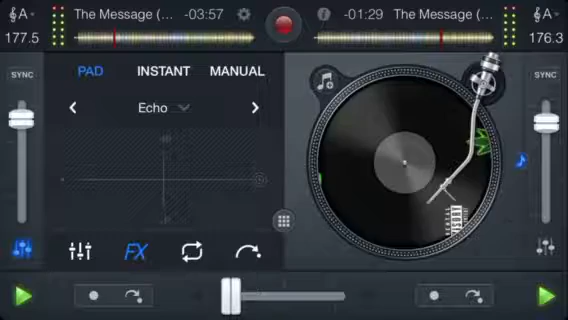 A The Message (... -03:57
-01:29 The Message (... A
177.5
176.3
SYNC
PAD INSTANT MANUAL
SYNC
Echo
FX